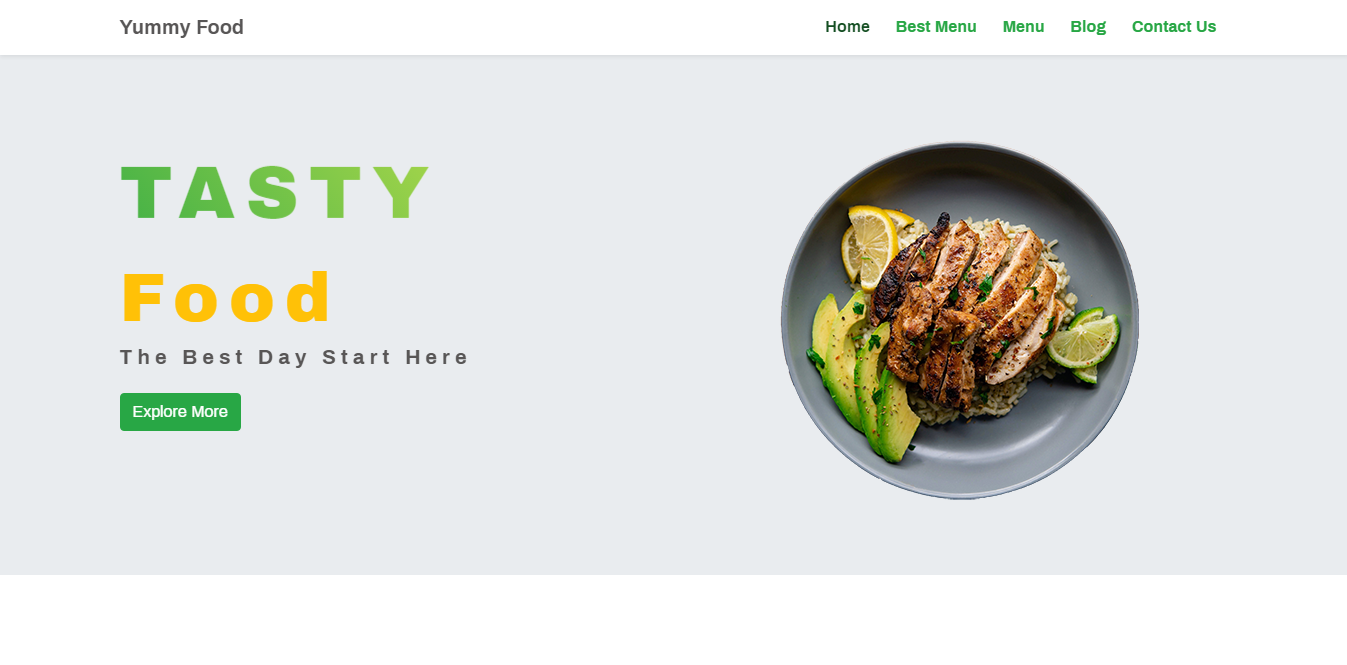 Yummy Food
Home Best Menu Menu Blog Contact Us
TASTY
Food
The Best Day Start Here
Explore More